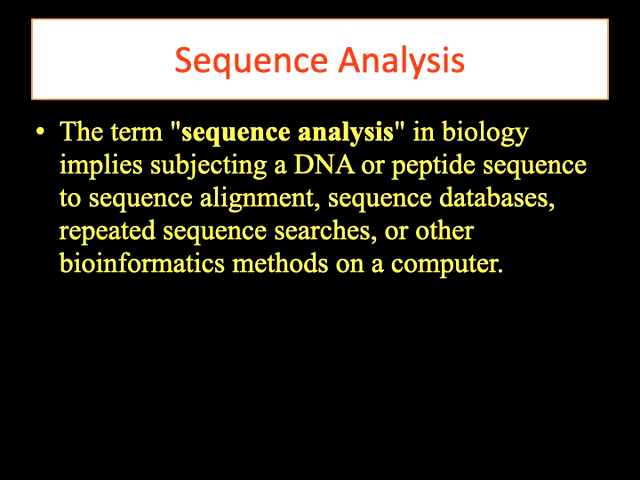 Sequence Analysis
• The term "sequence analysis" in biology
implies subjecting a DNA or peptide sequence
to sequence alignment, sequence databases,
repeated sequence searches, or other
bioinformatics methods on a computer.